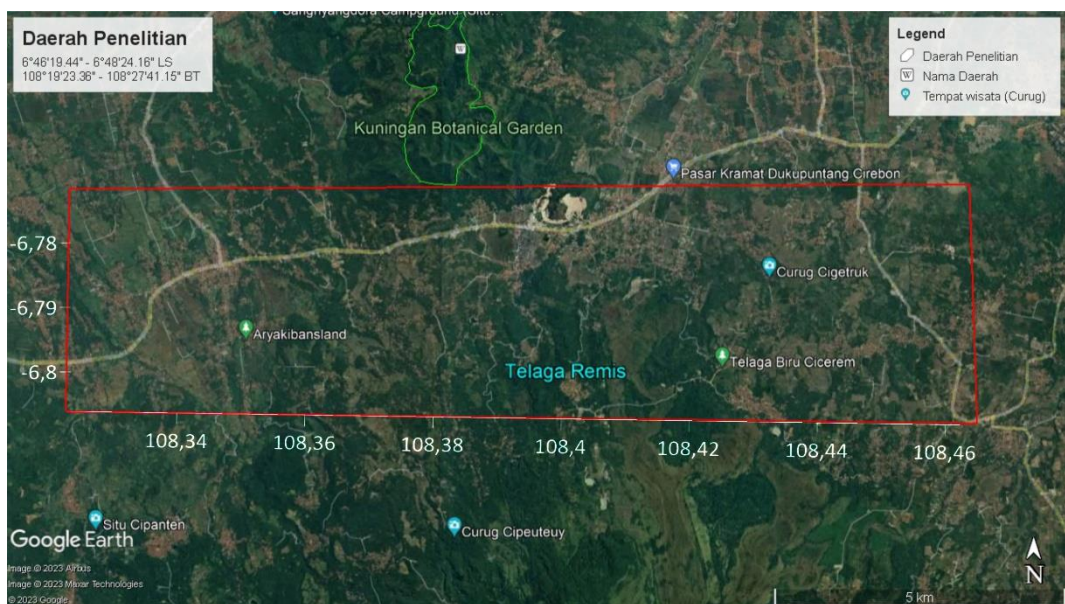 Daerah Penelitian
6°46'19.44" - 6°48'24.16" LS
108°19'23.36" - 108°27'41.15" BT
Sanghyangdora Campground (Situ...
Legend
Daerah Penelitian
W Nama Daerah
Tempat wisata (Curug)
W
Kuningan Botanical Garden
Pasar Kramat Dukupuntang Cirebon
-6,78
Curug Cigetruk
-6,79
Aryakibansland
Telaga Biru Cicerem
-6,8
Telaga Remis
108,34
108,36
108,38
108,4
108,42
108,44
108,46
Situ Cipanten
Curug Cipeuteuy
Google Earth
Image © 2023 Airbus
Image © 2023 Maxar Technologies
© 2023 Google
N
5 km